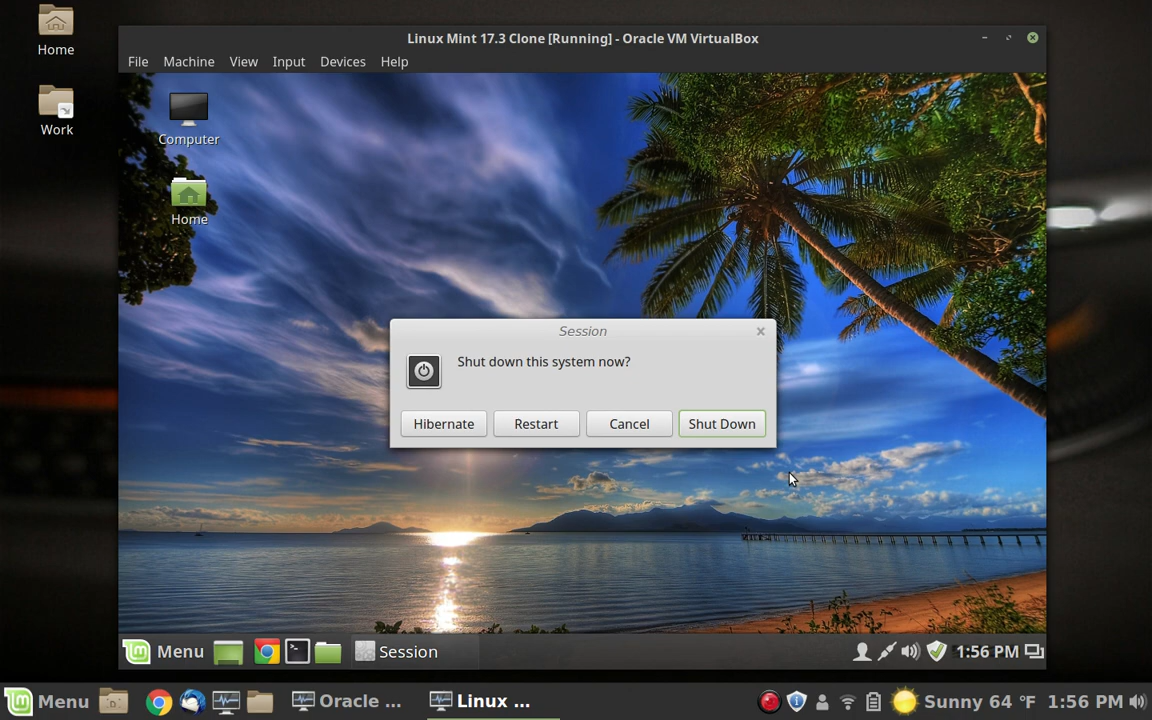 Home
Work
Linux Mint 17.3 Clone [Running] - Oracle VM VirtualBox
File Machine View Input Devices Help
Computer
Home
Session
Shut down this system now?
Hibernate Restart Cancel Shut Down
Menu Session 1:56 PM
Menu Oracle ... Linux ... Sunny 64 °F 1:56 PM